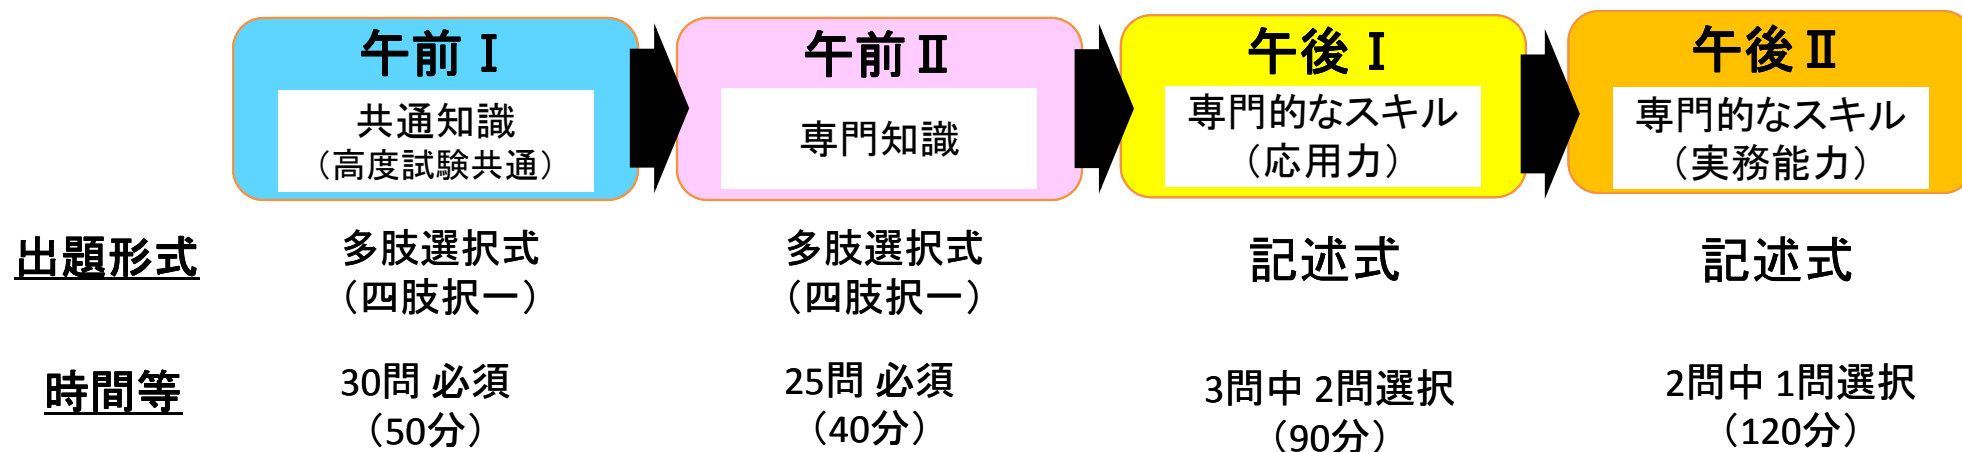 午前Ⅰ
共通知識
（高度試験共通）
午前Ⅱ
専門知識
午後Ⅰ
専門的なスキル
（応用力）
午後Ⅱ
専門的なスキル
（実務能力）
出題形式
多肢選択式
（四肢択一）
多肢選択式
（四肢択一）
記述式
記述式
時間等
30問 必須
（50分）
25問 必須
（40分）
3問中 2問選択
（90分）
2問中 1問選択
（120分）